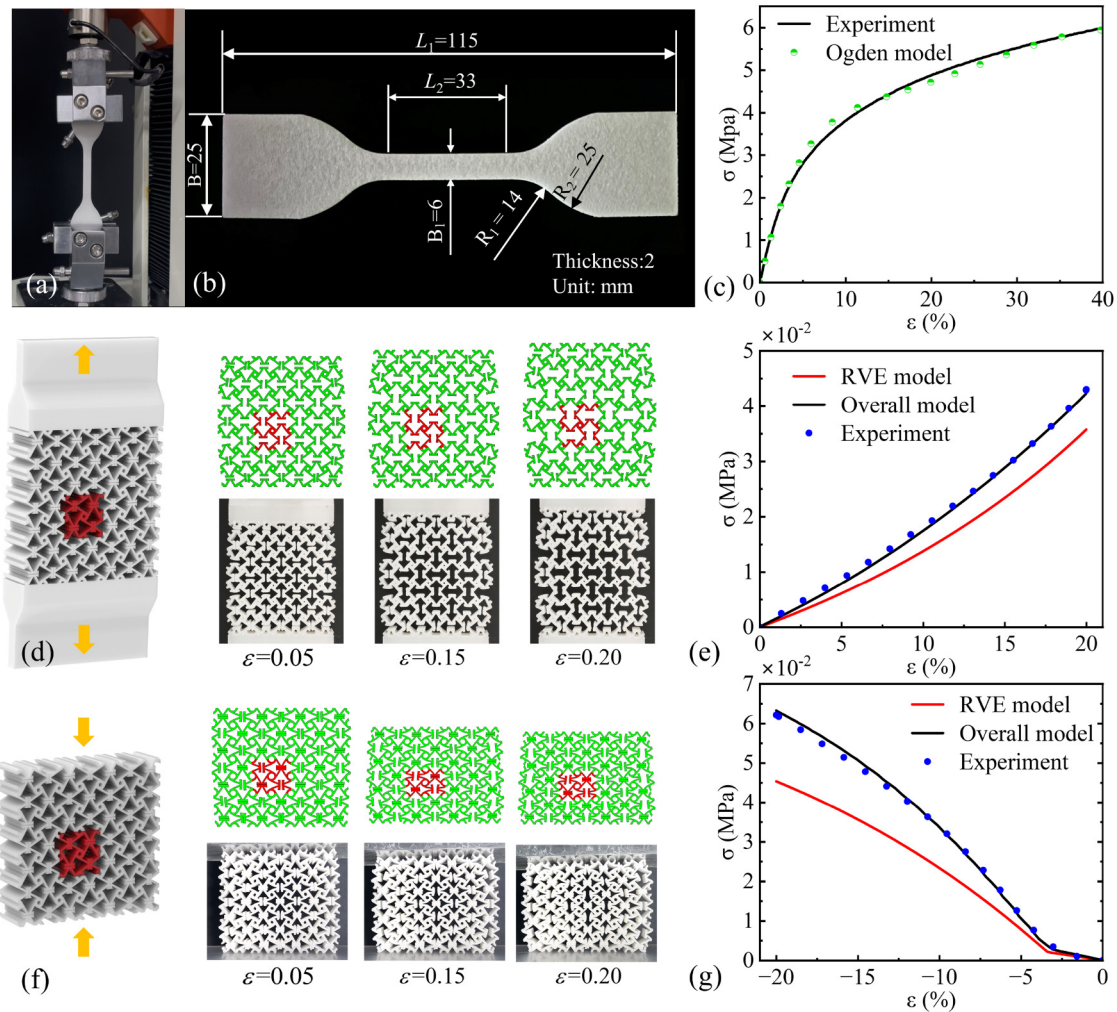 (a)
L₁=115
L₂=33
B=25
B₁=6
R₁ = 14
R₂ = 25
Thickness:2
Unit: mm
(b)
Experiment
Ogden model
σ (Mpa)
6
5
4
3
2
1
0
0 10 20 30 40
ε (%)
(c)
(d)
ε=0.05 ε=0.15 ε=0.20
×10⁻²
RVE model
Overall model
Experiment
σ (MPa)
5
4
3
2
1
0
0 5 10 15 20
ε (%)
(e)
(f)
ε=0.05 ε=0.15 ε=0.20
×10⁻²
RVE model
Overall model
Experiment
σ (MPa)
7
6
5
4
3
2
1
0
−20 −15 −10 −5 0
ε (%)
(g)